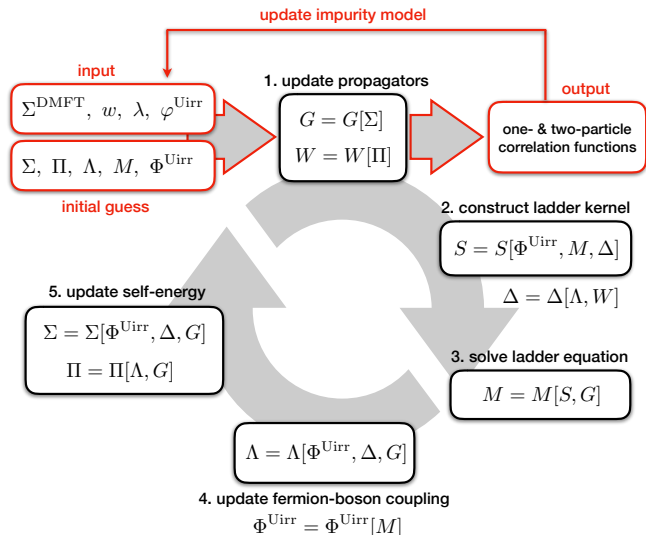 update impurity model
input
Σ^DMFT, w, λ, φ^Uirr
Σ, Π, Λ, M, Φ^Uirr
initial guess
1. update propagators
G = G[Σ]
W = W[Π]
output
one- & two-particle
correlation functions
2. construct ladder kernel
S = S[Φ^Uirr, M, Δ]
Δ = Δ[Λ, W]
3. solve ladder equation
M = M[S, G]
Λ = Λ[Φ^Uirr, Δ, G]
4. update fermion-boson coupling
Φ^Uirr = Φ^Uirr[M]
5. update self-energy
Σ = Σ[Φ^Uirr, Δ, G]
Π = Π[Λ, G]